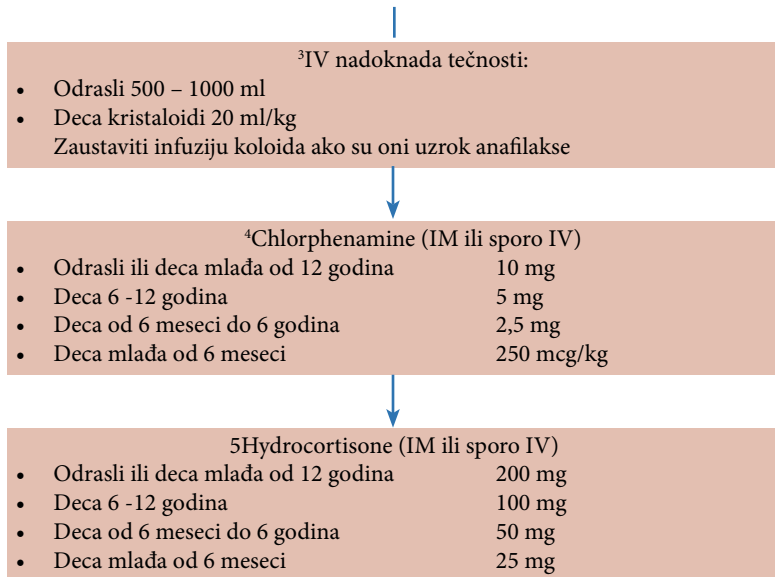 ³IV nadoknada tečnosti:
• Odrasli 500 – 1000 ml
• Deca kristaloidi 20 ml/kg
Zaustaviti infuziju koloida ako su oni uzrok anafilakse
⁴Chlorphenamine (IM ili sporo IV)
• Odrasli ili deca mlađa od 12 godina 10 mg
• Deca 6 -12 godina 5 mg
• Deca od 6 meseci do 6 godina 2,5 mg
• Deca mlađa od 6 meseci 250 mcg/kg
5Hydrocortisone (IM ili sporo IV)
• Odrasli ili deca mlađa od 12 godina 200 mg
• Deca 6 -12 godina 100 mg
• Deca od 6 meseci do 6 godina 50 mg
• Deca mlađa od 6 meseci 25 mg